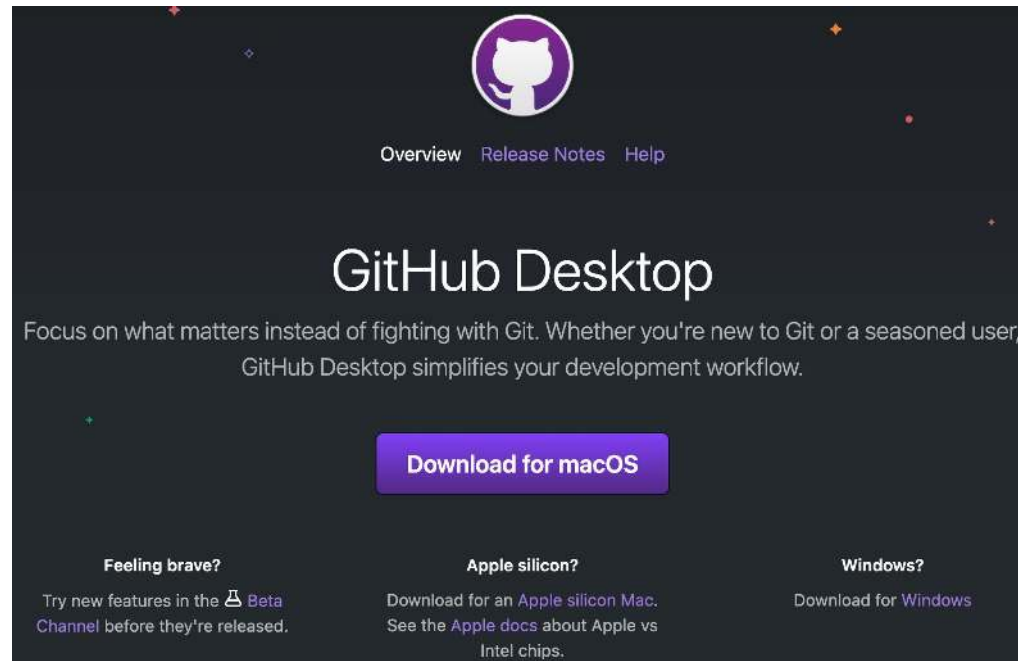 Overview Release Notes Help
GitHub Desktop
Focus on what matters instead of fighting with Git. Whether you're new to Git or a seasoned user,
GitHub Desktop simplifies your development workflow.
Download for macOS
Feeling brave?
Try new features in the Beta
Channel before they're released.
Apple silicon?
Download for an Apple silicon Mac.
See the Apple docs about Apple vs
Intel chips.
Windows?
Download for Windows